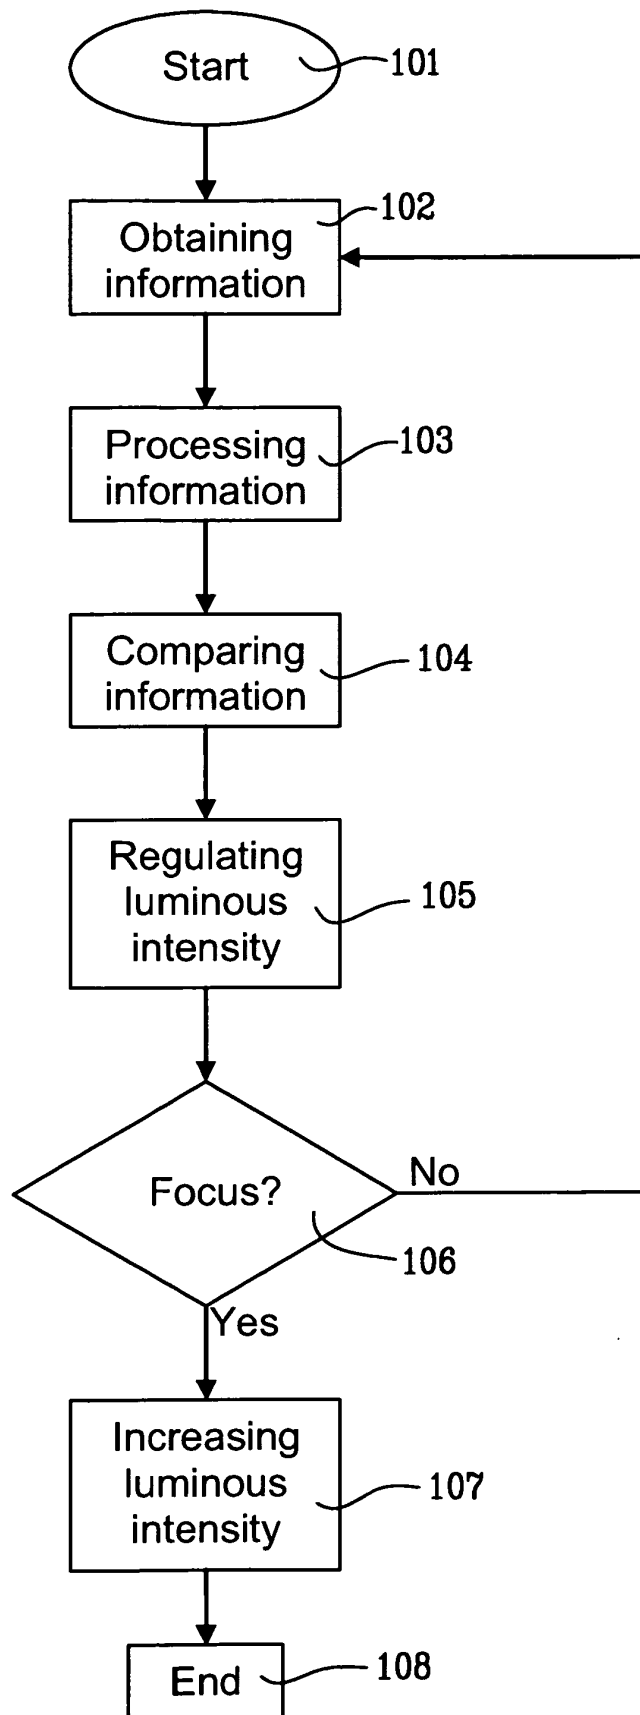 Start
101
102
Obtaining
information
Processing
information
103
Comparing
information
104
Regulating
luminous
intensity
105
Focus?
No
106
Yes
Increasing
luminous
intensity
107
End
108